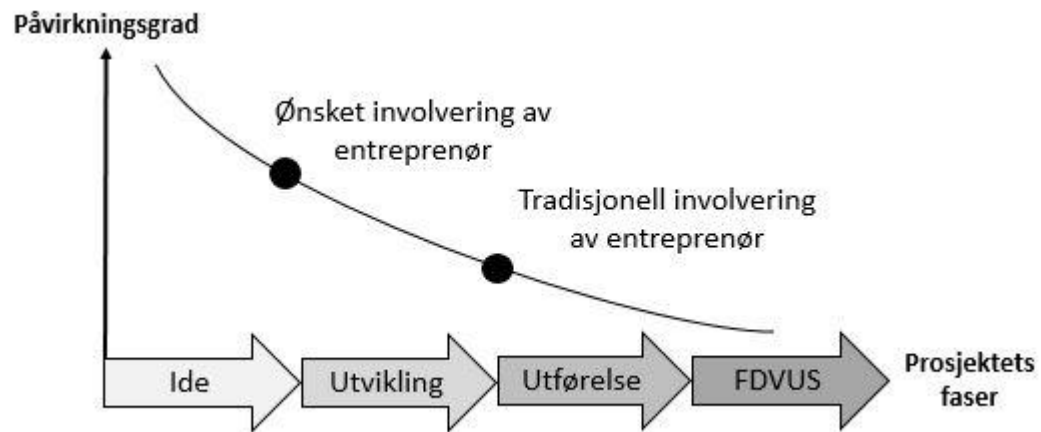 Påvirkningsgrad
Ønsket involvering av
entreprenør
Tradisjonell involvering
av entreprenør
Ide
Utvikling
Utførelse
FDVUS
Prosjektets
faser